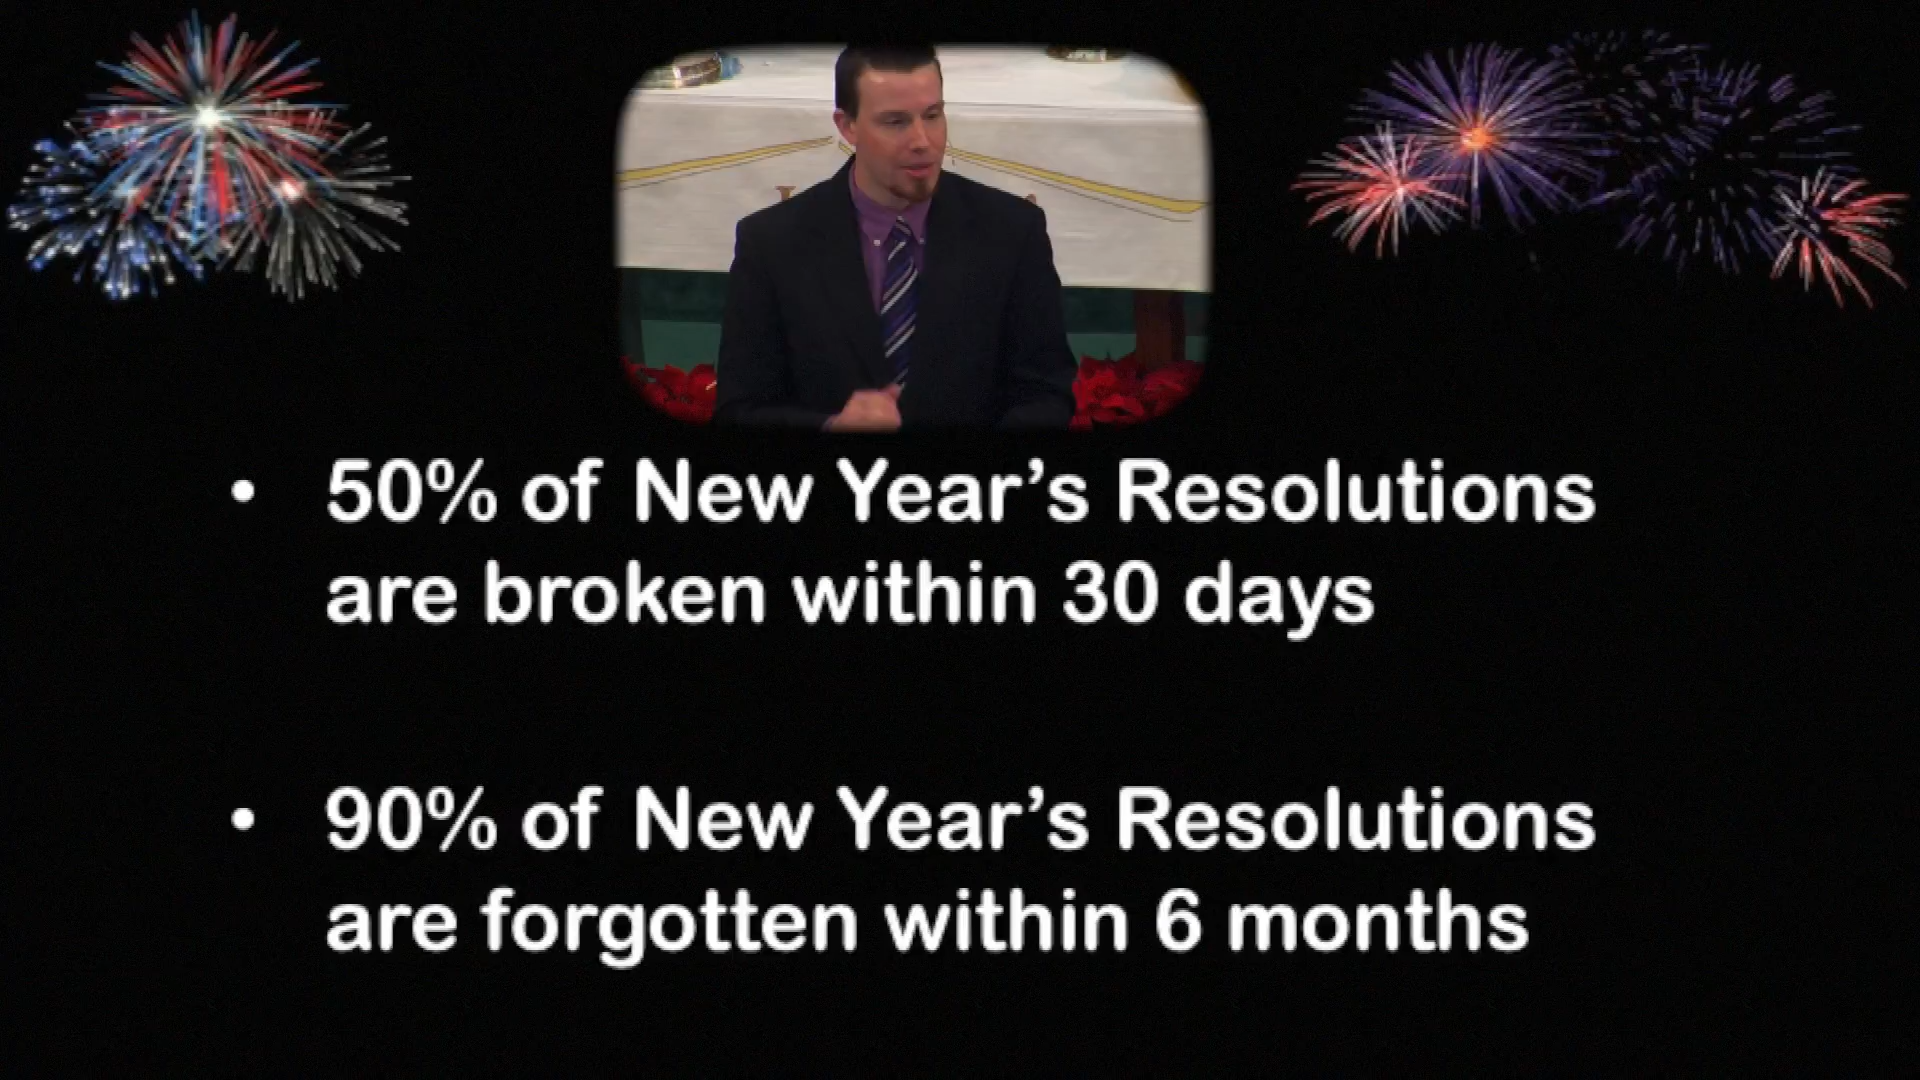 • 50% of New Year’s Resolutions
are broken within 30 days
• 90% of New Year’s Resolutions
are forgotten within 6 months